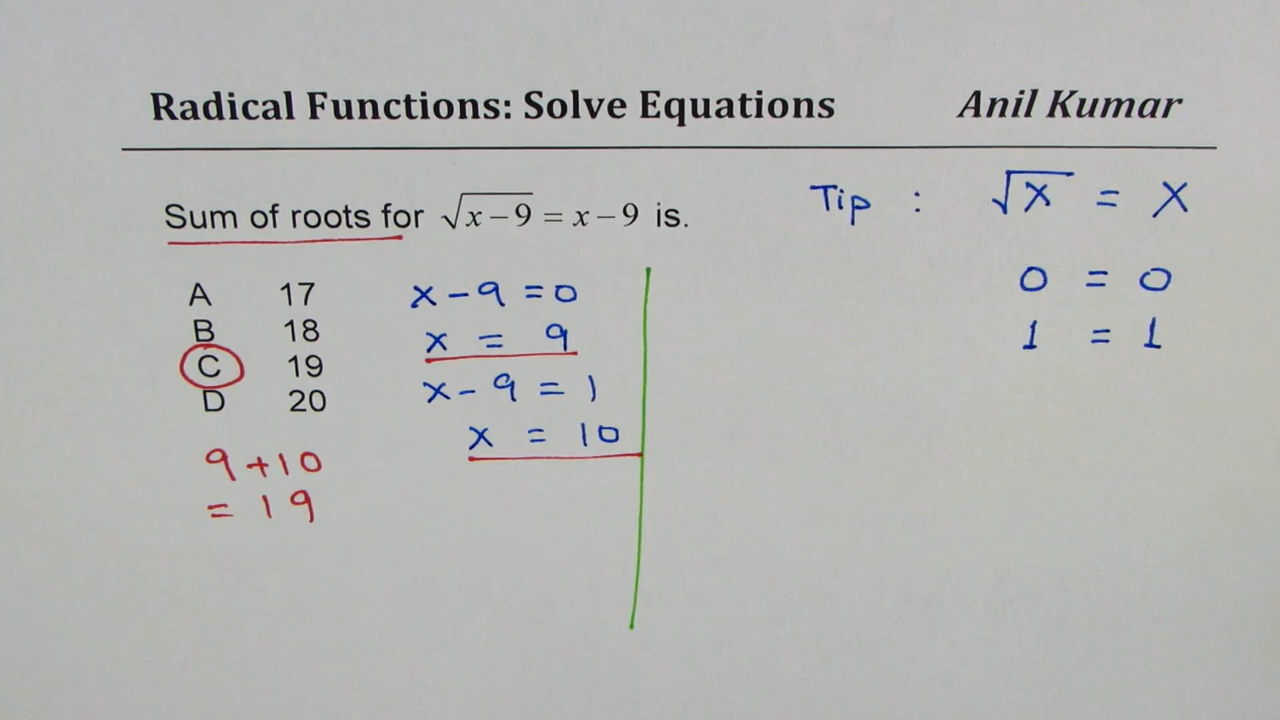 Radical Functions: Solve Equations Anil Kumar
Sum of roots for √(x − 9) = x − 9 is.
A 17
B 18
C 19
D 20
9 + 10
= 19
x − 9 = 0
x = 9
x − 9 = 1
x = 10
Tip : √x = x
0 = 0
1 = 1